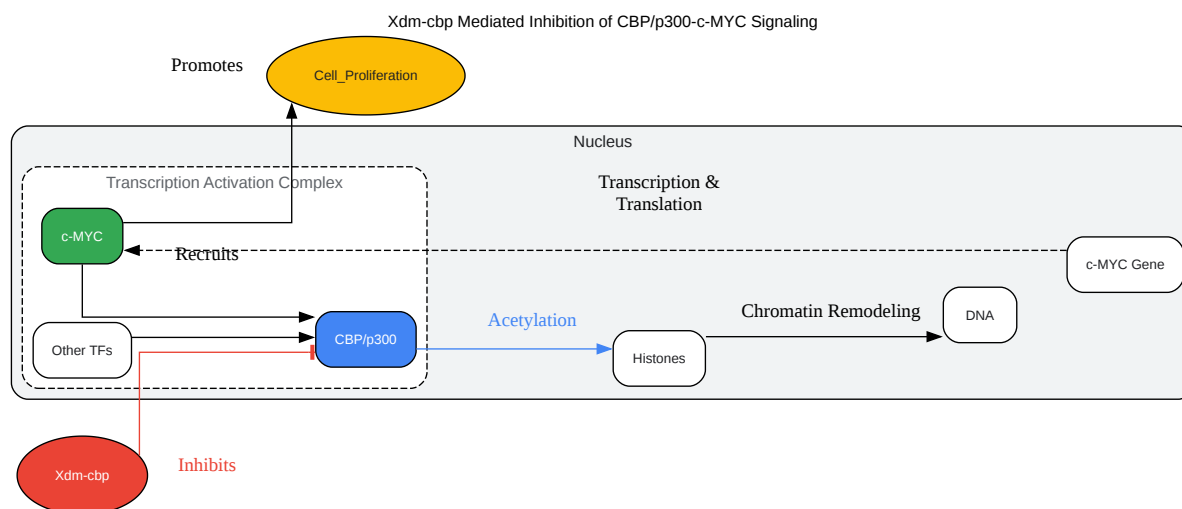 Xdm-cbp Mediated Inhibition of CBP/p300-c-MYC Signaling
Promotes
Cell_Proliferation
Nucleus
Transcription Activation Complex
Transcription &
Translation
c-MYC
Recruits
c-MYC Gene
Acetylation
Chromatin Remodeling
DNA
Other TFs
CBP/p300
Histones
Xdm-cbp
Inhibits